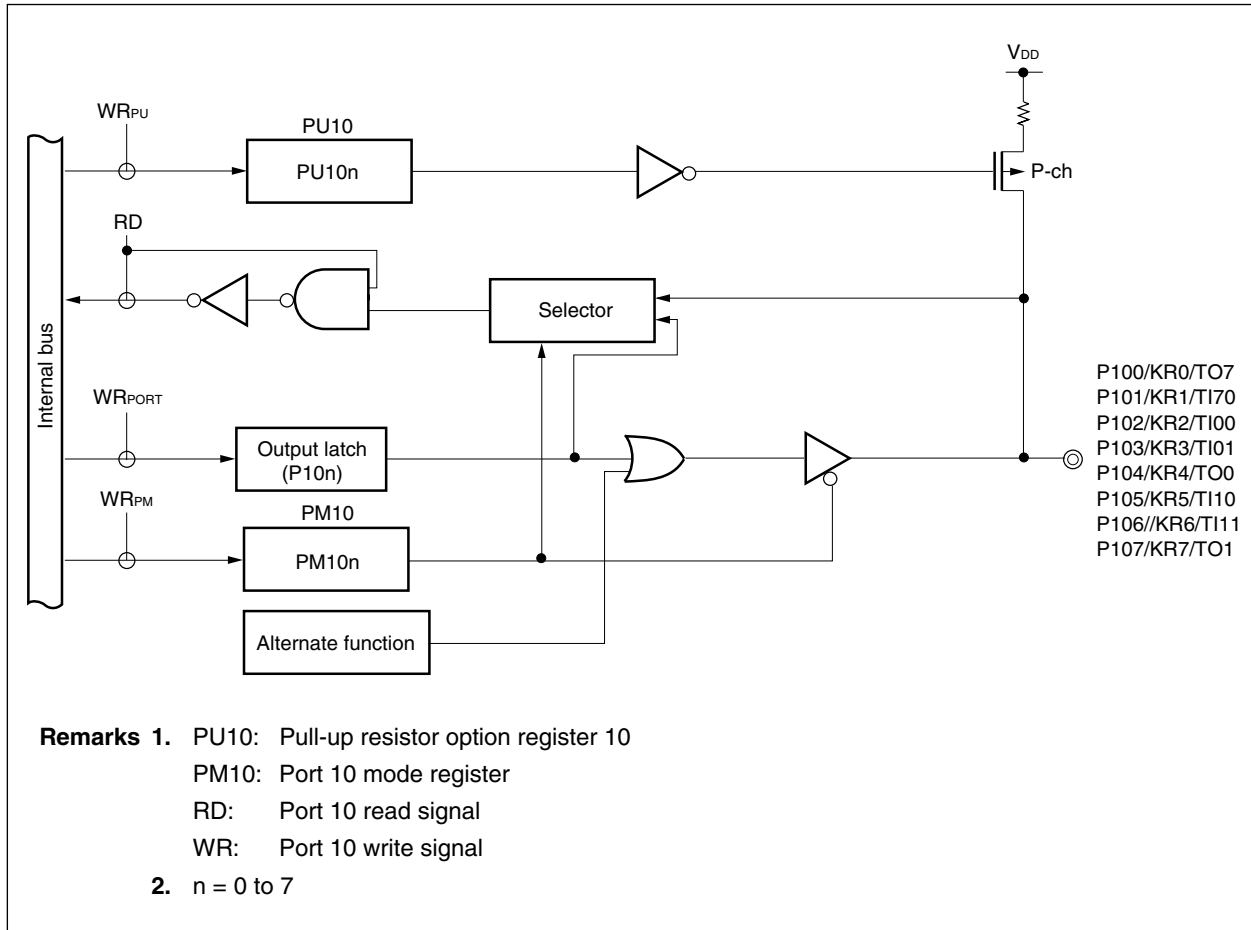 VDD
WRPU
PU10
PU10n
P-ch
RD
Selector
Internal bus
WRPORT
Output latch
(P10n)
WRPM
PM10
PM10n
Alternate function
P100/KR0/TO7
P101/KR1/TI70
P102/KR2/TI00
P103/KR3/TI01
P104/KR4/TO0
P105/KR5/TI10
P106//KR6/TI11
P107/KR7/TO1
Remarks 1. PU10: Pull-up resistor option register 10
PM10: Port 10 mode register
RD: Port 10 read signal
WR: Port 10 write signal
2. n = 0 to 7